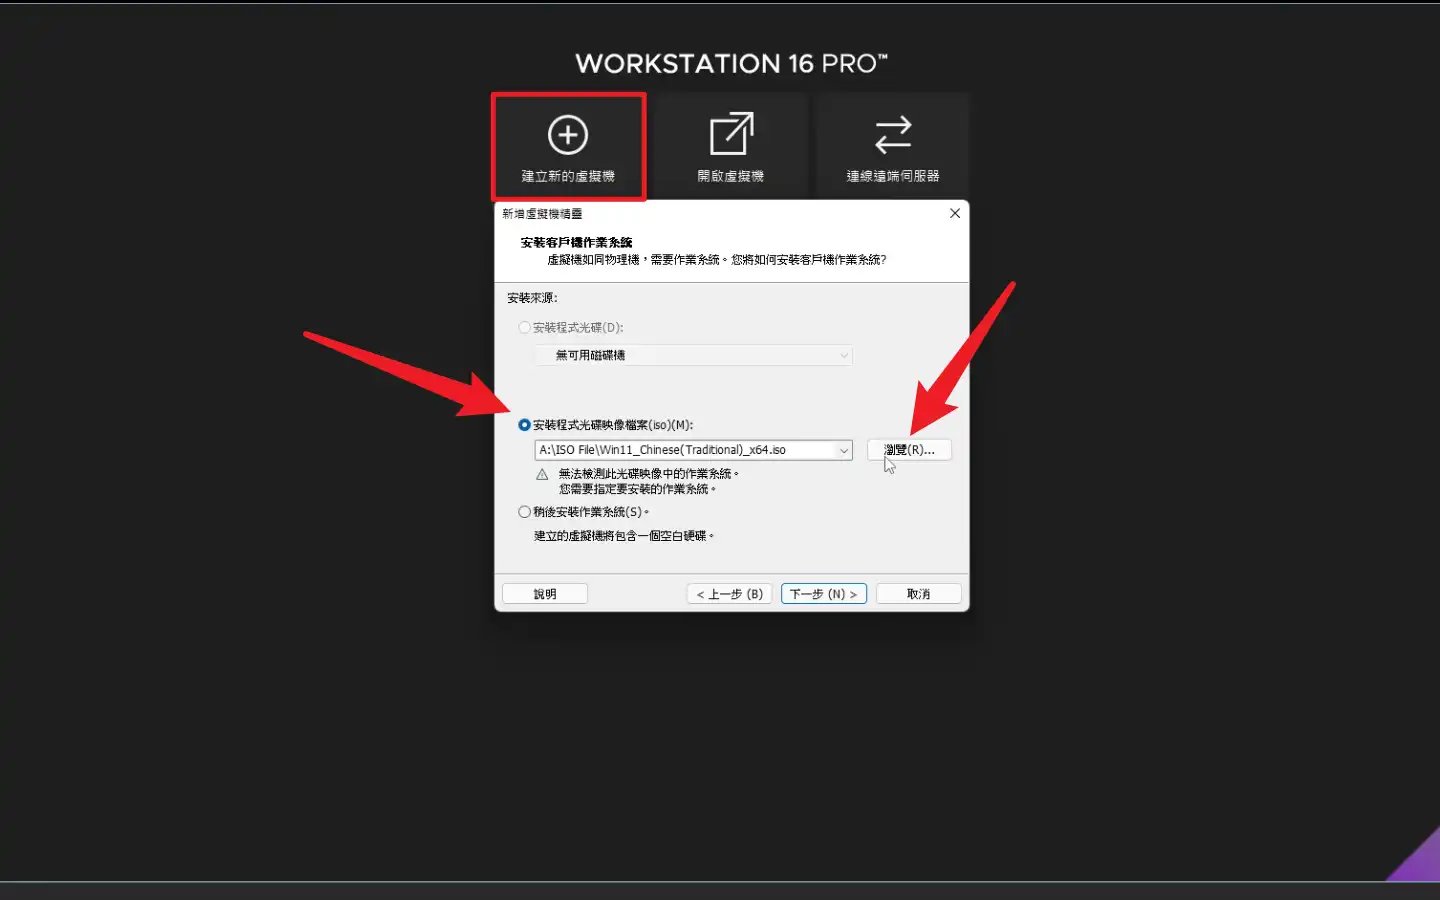 WORKSTATION 16 PRO™
建立新的虛擬機
開啟虛擬機
連線遠端伺服器
新增虛擬機精靈
安裝客戶機作業系統
虛擬機如同物理機，需要作業系統。您將如何安裝客戶機作業系統?
安裝來源:
安裝程式光碟(D):
無可用磁碟機
安裝程式光碟映像檔案(iso)(M):
A:\ISO File\Win11_Chinese(Traditional)_x64.iso
瀏覽(R)...
無法檢測此光碟映像中的作業系統。
您需要指定要安裝的作業系統。
稍後安裝作業系統(S)。
建立的虛擬機將包含一個空白硬碟。
說明
< 上一步 (B)
下一步 (N) >
取消